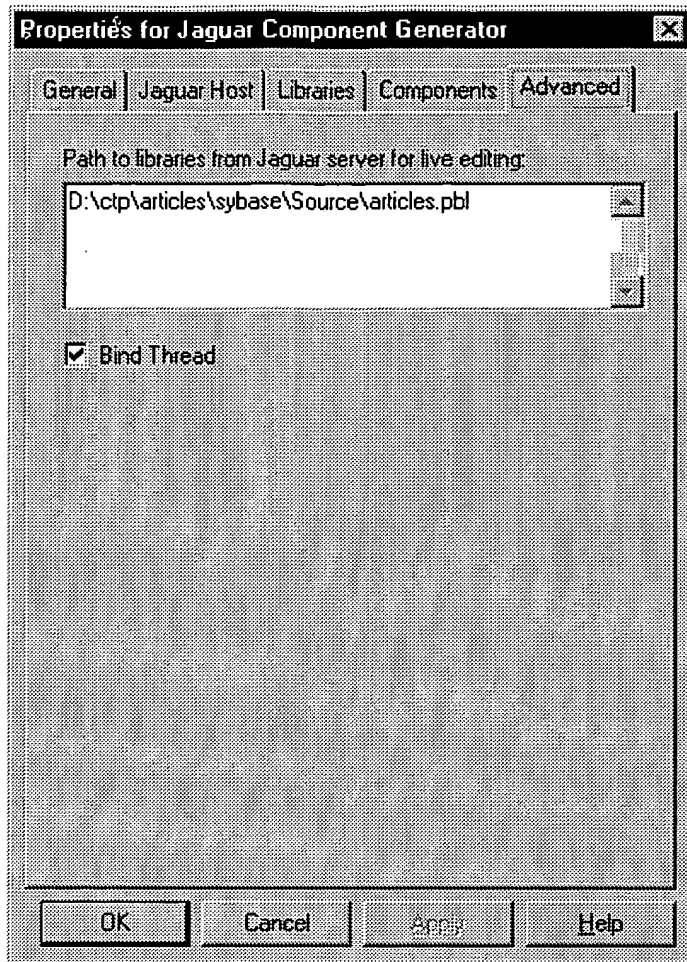 Properties for Jaguar Component Generator
General Jaguar Host Libraries Components Advanced
Path to libraries from Jaguar server for live editing:
D:\ctp\articles\sybase\Source\articles.pbl
Bind Thread
OK Cancel Apply Help